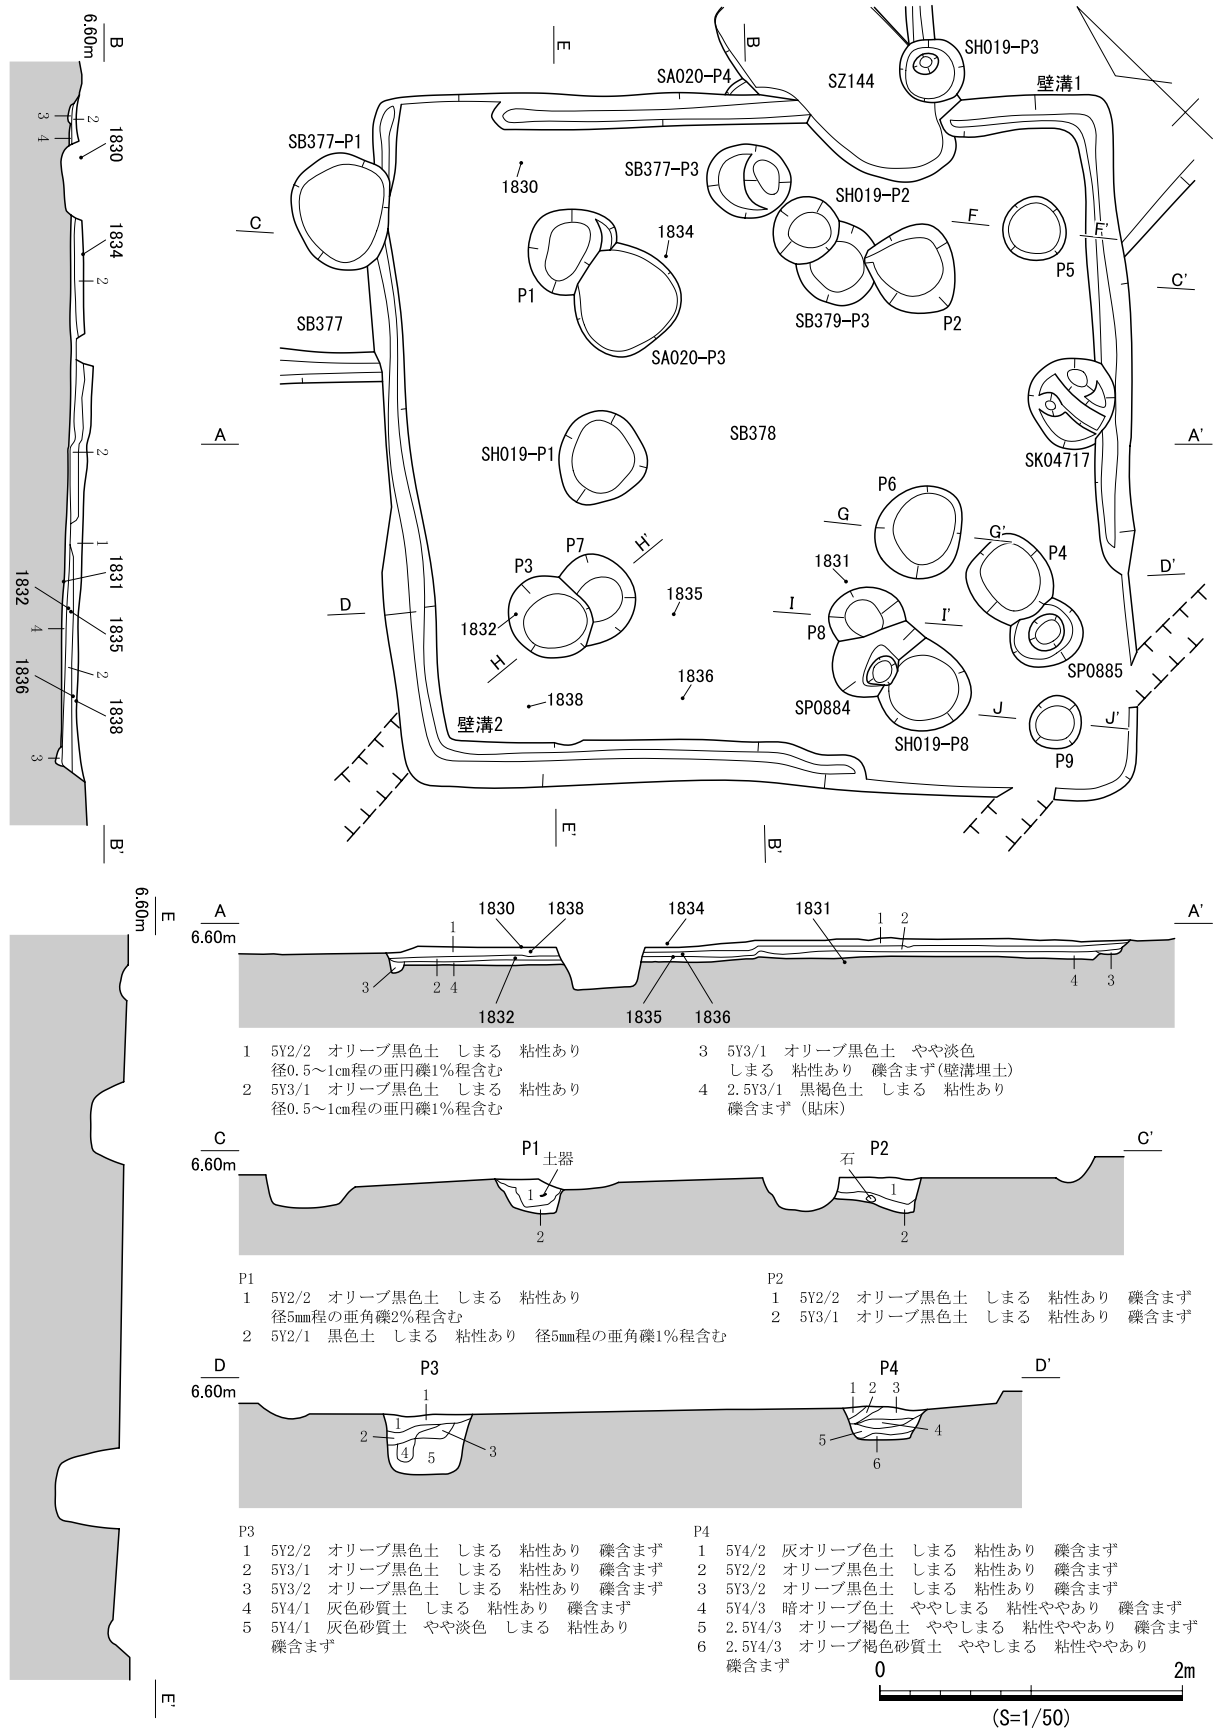 B
6.60m
3
2
4
1830
1834
2
2
1
1831
1832
4
1835
2
1836
1838
3
B'
E
B
SH019-P3
SA020-P4
SZ144
壁溝1
SB377-P1
SB377-P3
1830
SH019-P2
C
F
F'
1834
P1
P5
C'
SB377
SB379-P3
P2
SA020-P3
A
SB378
A'
SH019-P1
SK04717
P6
G
G'
P7
H'
P4
P3
1831
D'
D
1835
I
I'
1832
P8
H
SP0885
1836
1838
SP0884
J
J'
壁溝2
SH019-P8
P9
E'
B'
E
6.60m
E'
A
6.60m
1830
1838
1834
1831
1
2
A'
1
3
2
4
4
3
1832
1835
1836
1 5Y2/2 オリーブ黒色土 しまる 粘性あり
径0.5～1cm程の亜円礫1%程含む
2 5Y3/1 オリーブ黒色土 しまる 粘性あり
径0.5～1cm程の亜円礫1%程含む
3 5Y3/1 オリーブ黒色土 やや淡色
しまる 粘性あり 礫含まず(壁溝埋土)
4 2.5Y3/1 黒褐色土 しまる 粘性あり
礫含まず(貼床)
C
6.60m
P1
土器
P2
石
C'
1
2
1
2
P1
1 5Y2/2 オリーブ黒色土 しまる 粘性あり
径5mm程の亜角礫2%程含む
2 5Y2/1 黒色土 しまる 粘性あり 径5mm程の亜角礫1%程含む
P2
1 5Y2/2 オリーブ黒色土 しまる 粘性あり 礫含まず
2 5Y3/1 オリーブ黒色土 しまる 粘性あり 礫含まず
D
6.60m
P3
P4
D'
1
1
2
3
4
5
1
2
3
4
5
6
P3
1 5Y2/2 オリーブ黒色土 しまる 粘性あり 礫含まず
2 5Y3/1 オリーブ黒色土 しまる 粘性あり 礫含まず
3 5Y3/2 オリーブ黒色土 しまる 粘性あり 礫含まず
4 5Y4/1 灰色砂質土 しまる 粘性あり 礫含まず
5 5Y4/1 灰色砂質土 やや淡色 しまる 粘性あり
礫含まず
P4
1 5Y4/2 灰オリーブ色土 しまる 粘性あり 礫含まず
2 5Y2/2 オリーブ黒色土 しまる 粘性あり 礫含まず
3 5Y3/2 オリーブ黒色土 しまる 粘性あり 礫含まず
4 5Y4/3 暗オリーブ色土 ややしまる 粘性ややあり 礫含まず
5 2.5Y4/3 オリーブ褐色土 ややしまる 粘性ややあり 礫含まず
6 2.5Y4/3 オリーブ褐色砂質土 ややしまる 粘性ややあり
礫含まず
0
2m
(S=1/50)